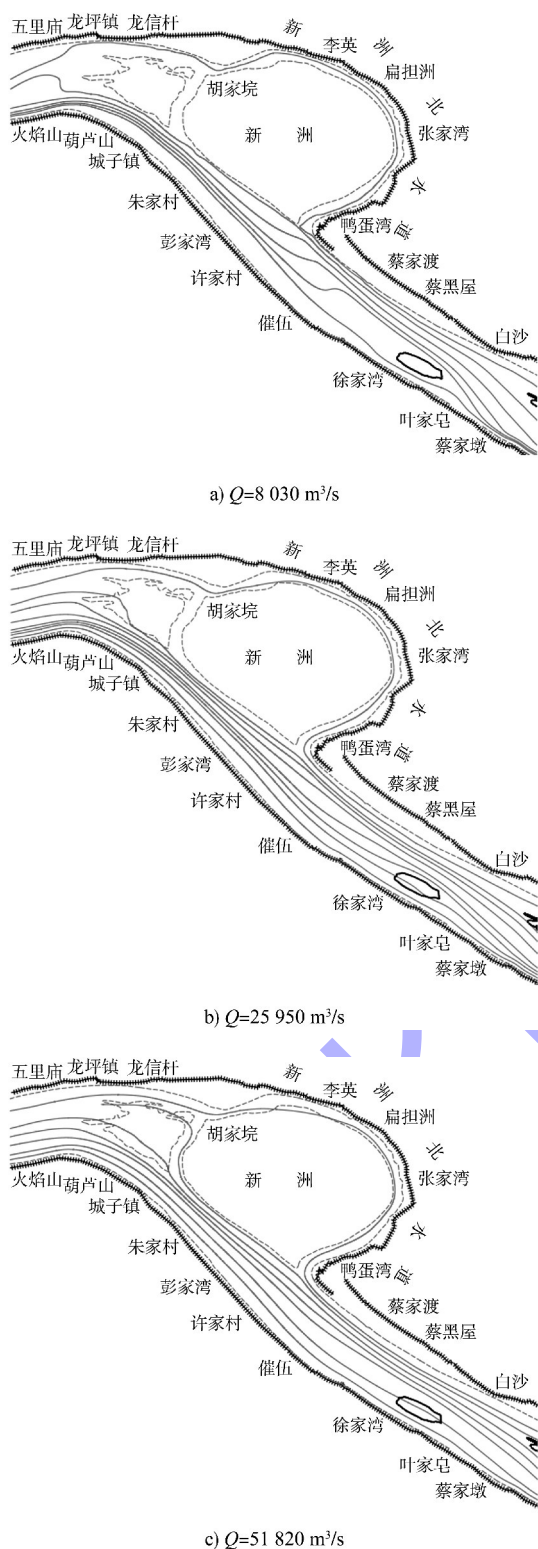 五里庙 龙坪镇 龙信杆
新 李英 洲
扁担洲
胡家垸 北
火焰山 葫芦山 新 洲 张家湾
城子镇
水
朱家村
鸭蛋湾 道
彭家湾
蔡家渡
许家村
蔡黑屋
催伍
白沙
徐家湾
叶家皂
蔡家墩
a) Q=8 030 m³/s
五里庙 龙坪镇 龙信杆
新 李英 洲
扁担洲
胡家垸 北
火焰山 葫芦山 新 洲 张家湾
城子镇
水
朱家村
鸭蛋湾 道
彭家湾
蔡家渡
许家村
蔡黑屋
催伍
白沙
徐家湾
叶家皂
蔡家墩
b) Q=25 950 m³/s
五里庙 龙坪镇 龙信杆
新 李英 洲
扁担洲
胡家垸 北
火焰山 葫芦山 新 洲 张家湾
城子镇
水
朱家村
鸭蛋湾 道
彭家湾
蔡家渡
许家村
蔡黑屋
催伍
白沙
徐家湾
叶家皂
蔡家墩
c) Q=51 820 m³/s